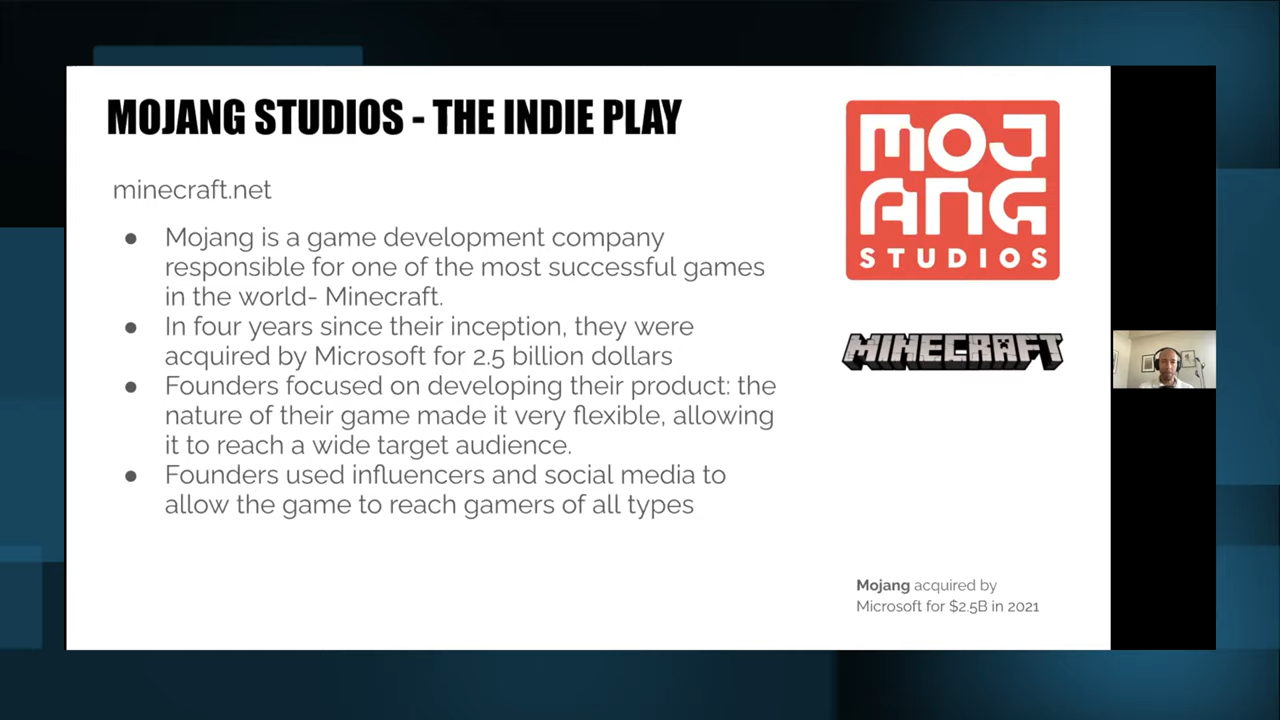 MOJANG STUDIOS - THE INDIE PLAY
minecraft.net
● Mojang is a game development company
responsible for one of the most successful games
in the world- Minecraft.
● In four years since their inception, they were
acquired by Microsoft for 2.5 billion dollars
● Founders focused on developing their product: the
nature of their game made it very flexible, allowing
it to reach a wide target audience.
● Founders used influencers and social media to
allow the game to reach gamers of all types
MOJ
ANG
STUDIOS
MINECRAFT
Mojang acquired by
Microsoft for $2.5B in 2021